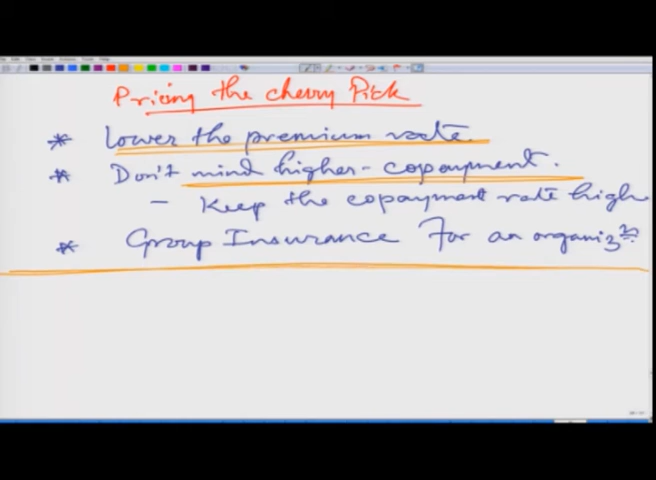 Pricing the cherry Pick
* Lower the premium rate.
* Don't mind higher - copayment.
- Keep the copayment rate high
* Group Insurance For an organizn